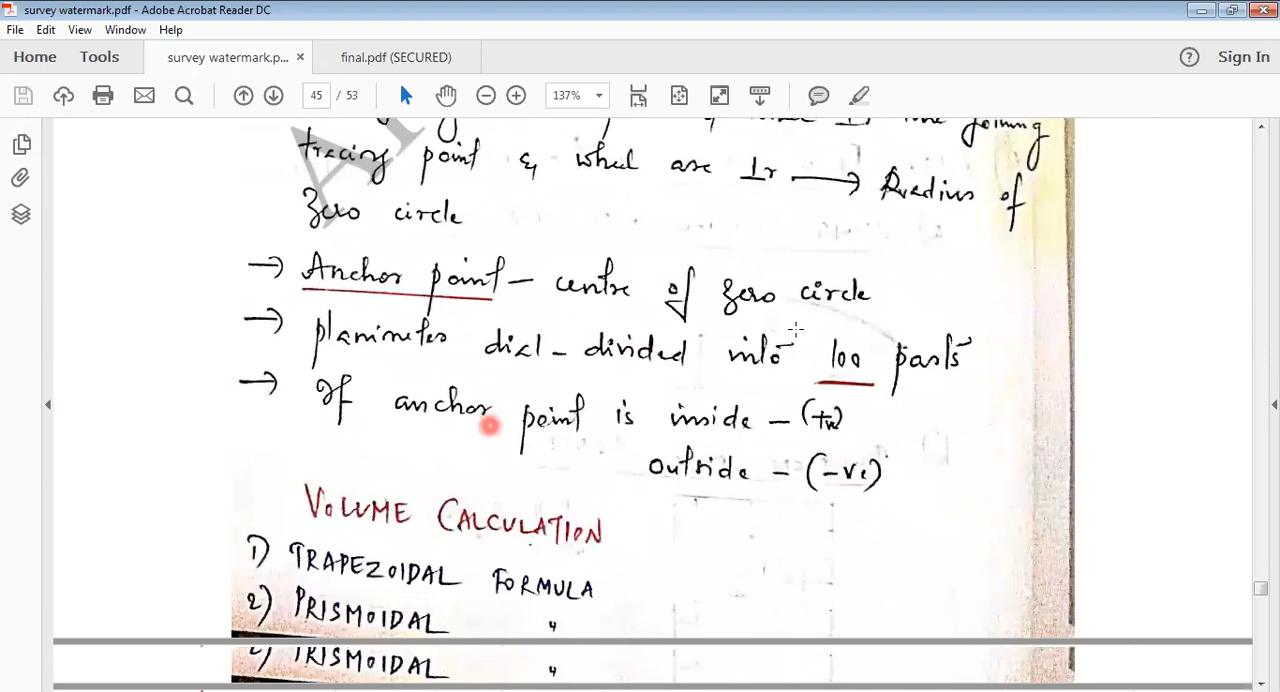 survey watermark.pdf - Adobe Acrobat Reader DC
File Edit View Window Help
Home Tools survey watermark.p... × final.pdf (SECURED) Sign In
45 / 53 137%
joining
tracing point & wheel are ⊥r → Radius of
Zero circle
→ Anchor point - centre of zero circle
→ planimeter dial - divided into 100 parts
→ If anchor point is inside - (+ve)
outside - (-ve)
VOLUME CALCULATION
1) TRAPEZOIDAL FORMULA
2) PRISMOIDAL "
2) PRISMOIDAL "